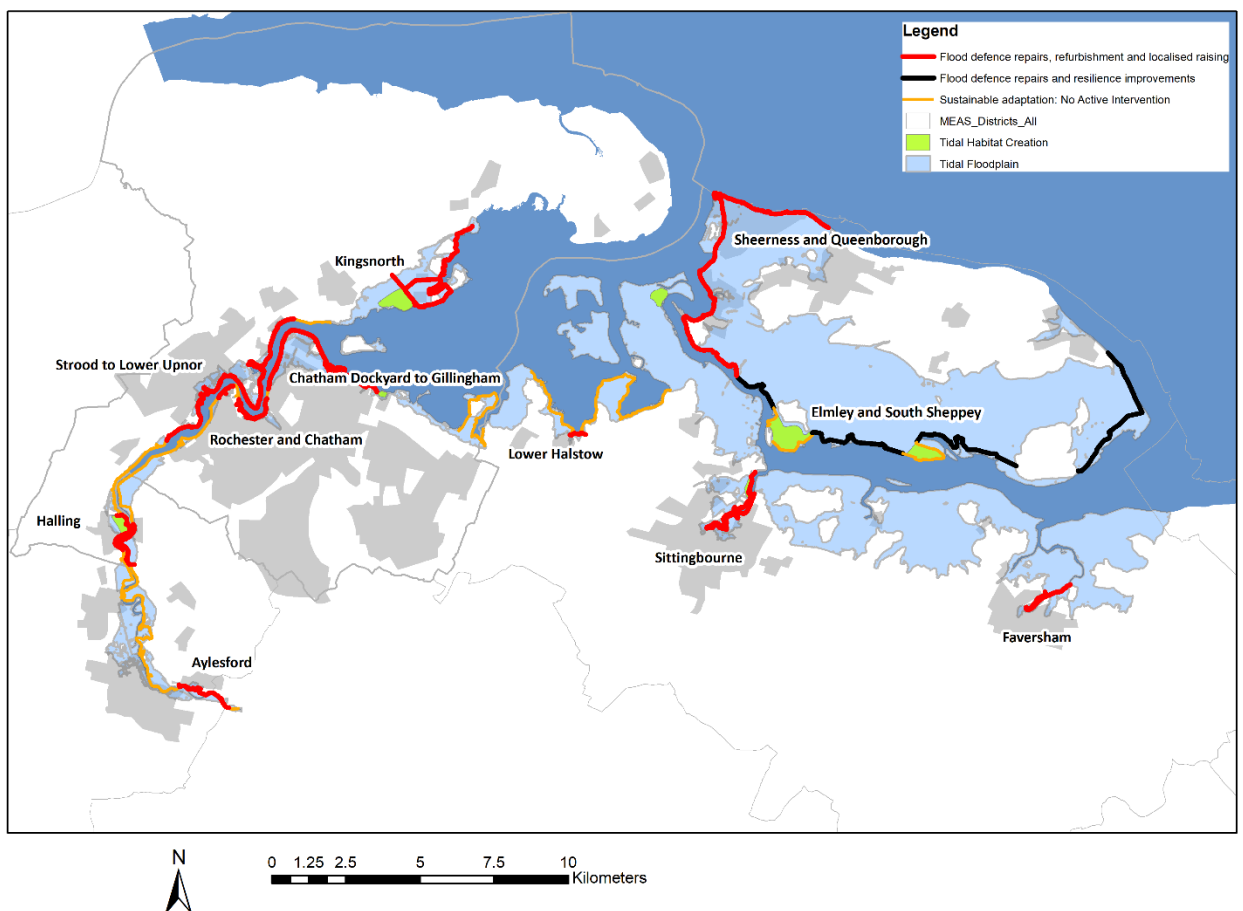 Legend
Flood defence repairs, refurbishment and localised raising
Flood defence repairs and resilience improvements
Sustainable adaptation: No Active Intervention
MEAS_Districts_All
Tidal Habitat Creation
Tidal Floodplain
Sheerness and Queenborough
Kingsnorth
Strood to Lower Upnor
Chatham Dockyard to Gillingham
Elmley and South Sheppey
Rochester and Chatham
Lower Halstow
Halling
Sittingbourne
Faversham
Aylesford
N
0 1.25 2.5 5 7.5 10
Kilometers